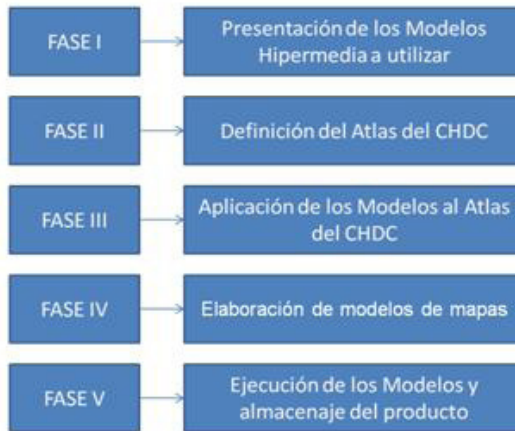 FASE I
Presentación de los Modelos
Hipermedia a utilizar
FASE II
Definición del Atlas del CHDC
FASE III
Aplicación de los Modelos al Atlas
del CHDC
FASE IV
Elaboración de modelos de mapas
FASE V
Ejecución de los Modelos y
almacenaje del producto